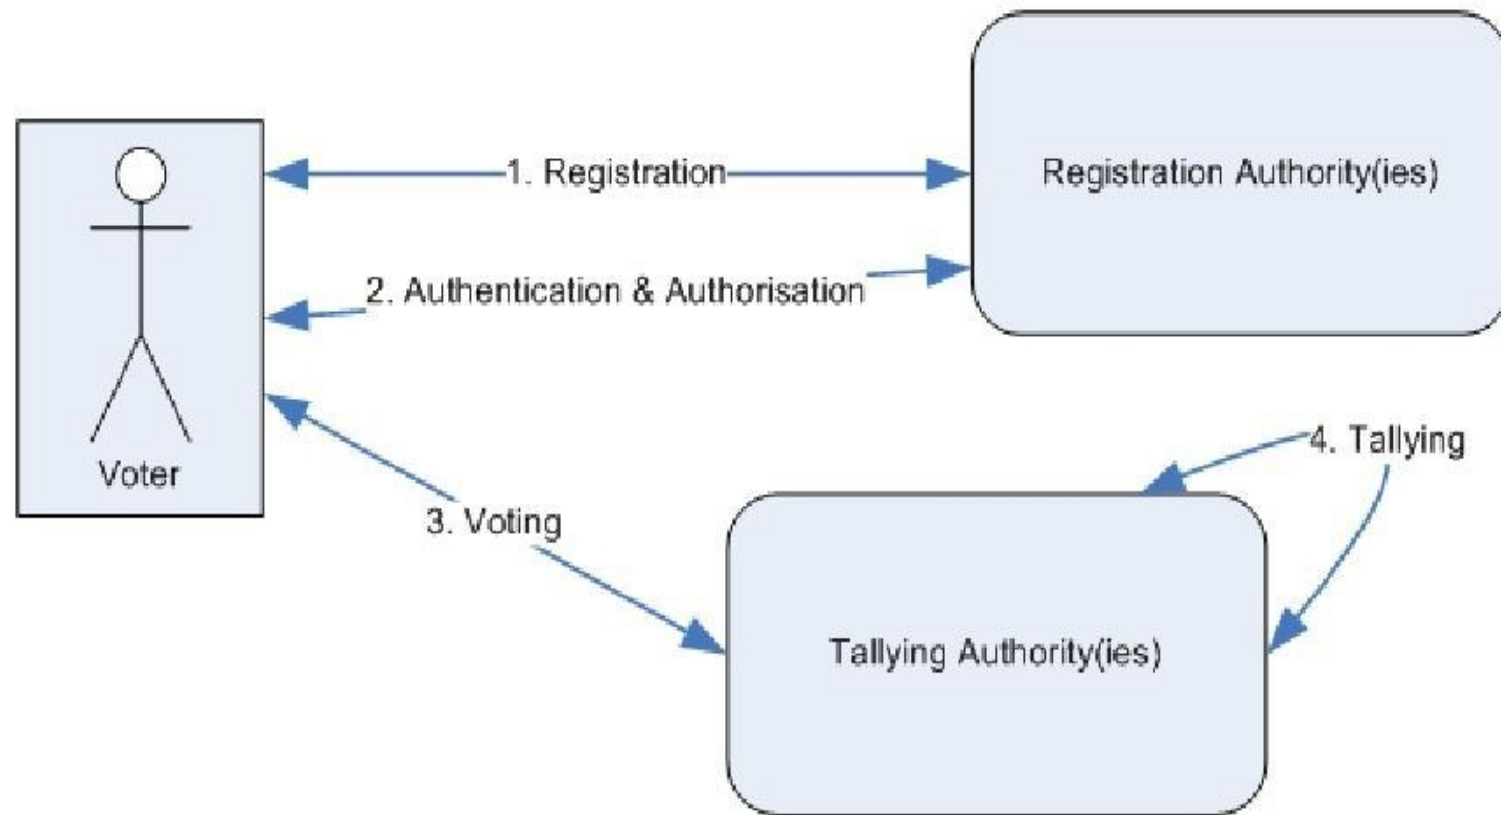 1. Registration
Registration Authority(ies)
2. Authentication & Authorisation
Voter
3. Voting
4. Tallying
Tallying Authority(ies)